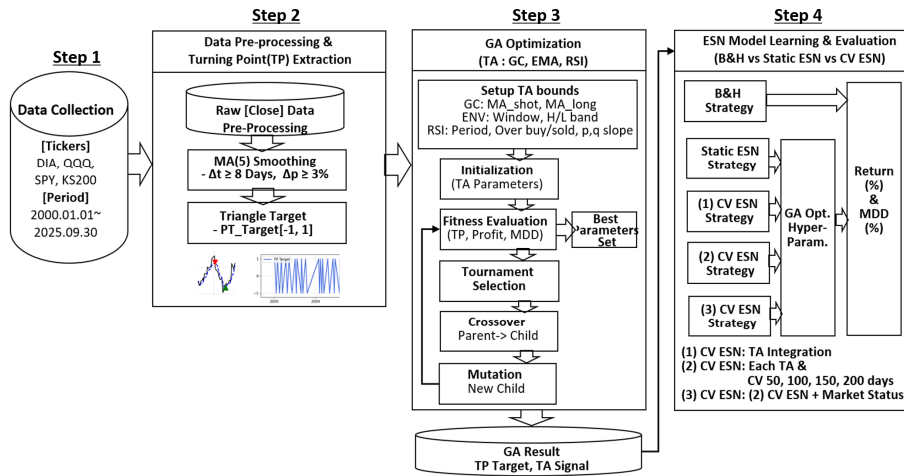 Step 1
Data Collection
[Tickers]
DIA, QQQ,
SPY, KS200
[Period]
2000.01.01~
2025.09.30
Step 2
Data Pre-processing &
Turning Point(TP) Extraction
Raw [Close] Data
Pre-Processing
MA(5) Smoothing
- Δt ≥ 8 Days, Δp ≥ 3%
Triangle Target
- PT_Target[-1, 1]
TP Target
1
0
-1
2000
2009
Step 3
GA Optimization
(TA : GC, EMA, RSI)
Setup TA bounds
GC: MA_shot, MA_long
ENV: Window, H/L band
RSI: Period, Over buy/sold, p,q slope
Initialization
(TA Parameters)
Fitness Evaluation
(TP, Profit, MDD)
Best
Parameters
Set
Tournament
Selection
Crossover
Parent-> Child
Mutation
New Child
GA Result
TP Target, TA Signal
Step 4
ESN Model Learning & Evaluation
(B&H vs Static ESN vs CV ESN)
B&H
Strategy
Static ESN
Strategy
(1) CV ESN
Strategy
(2) CV ESN
Strategy
(3) CV ESN
Strategy
GA Opt.
Hyper-
Param.
Return
(%)
&
MDD
(%)
(1) CV ESN: TA Integration
(2) CV ESN: Each TA &
CV 50, 100, 150, 200 days
(3) CV ESN: (2) CV ESN + Market Status